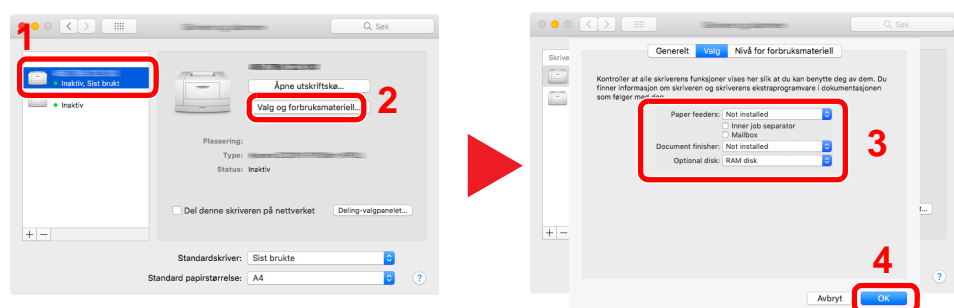 1
Søk
Inaktiv, Sist brukt
Inaktiv
Åpne utskriftskø...
Valg og forbruksmateriell...
2
Plassering:
Type:
Status: Inaktiv
Del denne skriveren på nettverket
Deling-valgpanelet...
+ −
Standardskriver: Sist brukte
Standard papirstørrelse: A4
?
Søk
Skrive
Generelt Valg Nivå for forbruksmateriell
Kontroller at alle skriverens funksjoner vises her slik at du kan benytte deg av dem. Du
finner informasjon om skriveren og skriverens ekstraprogrammer i dokumentasjonen
som følger med den.
Paper feeders: Not installed
Inner job separator
Mailbox
Document finisher: Not installed
Optional disk: RAM disk
3
t...
+ −
4
?
Avbryt OK